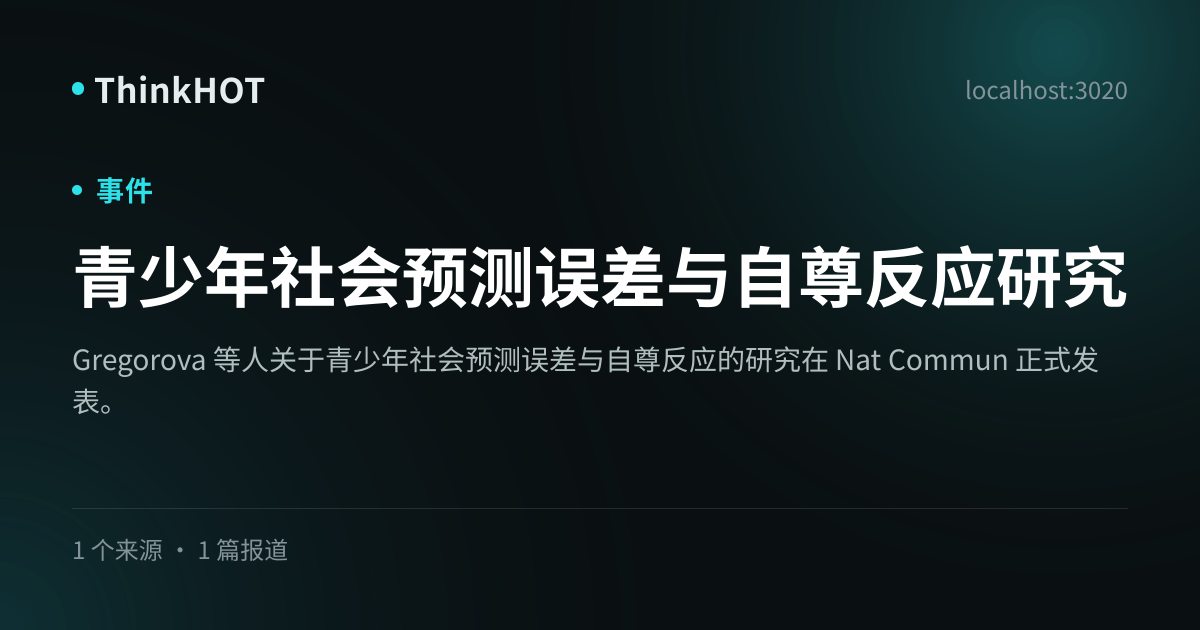 ThinkHOT
localhost:3020
事件
青少年社会预测误差与自尊反应研究
Gregorova 等人关于青少年社会预测误差与自尊反应的研究在 Nat Commun 正式发
表。
1 个来源 · 1 篇报道